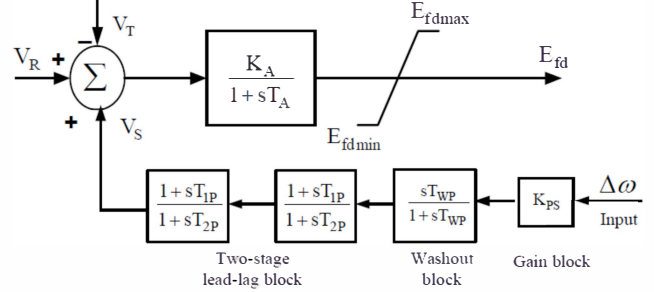 V_T
E_fdmax
V_R + −
Σ
K_A
1+sT_A
E_fd
+ V_S
E_fdmin
1+sT_1P
1+sT_2P
1+sT_1P
1+sT_2P
sT_WP
1+sT_WP
K_PS
Δω
Input
Two-stage
lead-lag block
Washout
block
Gain block